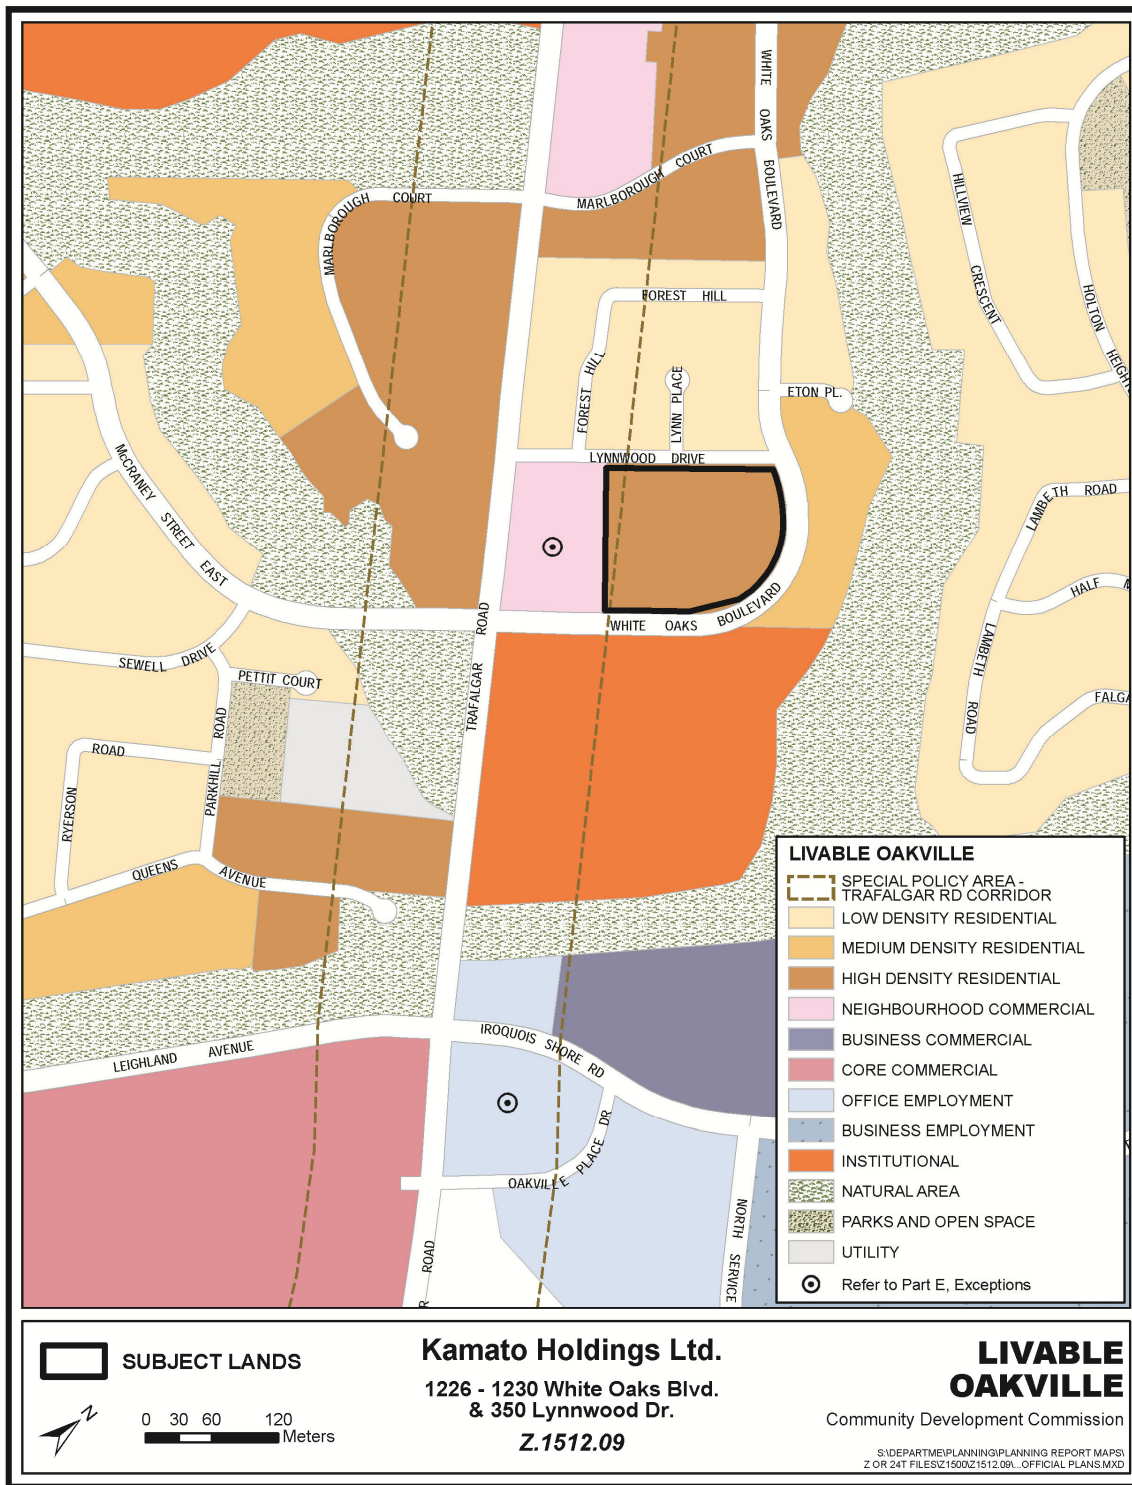 WHITE OAKS BOULEVARD
MARLBOROUGH COURT
MARLBOROUGH COURT
HILLVIEW CRESCENT
HOLTON HEIGHT
FOREST HILL
FOREST HILL
LYNN PLACE
ETON PL.
LYNNWOOD DRIVE
McCRANEY STREET EAST
LAMBETH ROAD
HALF
LAMBETH ROAD
FALGA
WHITE OAKS BOULEVARD
TRAFALGAR ROAD
SEWELL DRIVE
PETTIT COURT
PARKHILL ROAD
ROAD
RYERSON
QUEENS AVENUE
LEIGHLAND AVENUE
IROQUOIS SHORE RD
OAKVILLE PLACE DR
NORTH SERVICE
R ROAD
LIVABLE OAKVILLE
SPECIAL POLICY AREA -
TRAFALGAR RD CORRIDOR
LOW DENSITY RESIDENTIAL
MEDIUM DENSITY RESIDENTIAL
HIGH DENSITY RESIDENTIAL
NEIGHBOURHOOD COMMERCIAL
BUSINESS COMMERCIAL
CORE COMMERCIAL
OFFICE EMPLOYMENT
BUSINESS EMPLOYMENT
INSTITUTIONAL
NATURAL AREA
PARKS AND OPEN SPACE
UTILITY
Refer to Part E, Exceptions
SUBJECT LANDS
N
0 30 60 120
Meters
Kamato Holdings Ltd.
1226 - 1230 White Oaks Blvd.
& 350 Lynnwood Dr.
Z.1512.09
LIVABLE
OAKVILLE
Community Development Commission
S:\DEPARTME\PLANNING\PLANNING REPORT MAPS\
Z OR 24T FILES\Z1500\Z1512.09\...OFFICIAL PLANS.MXD